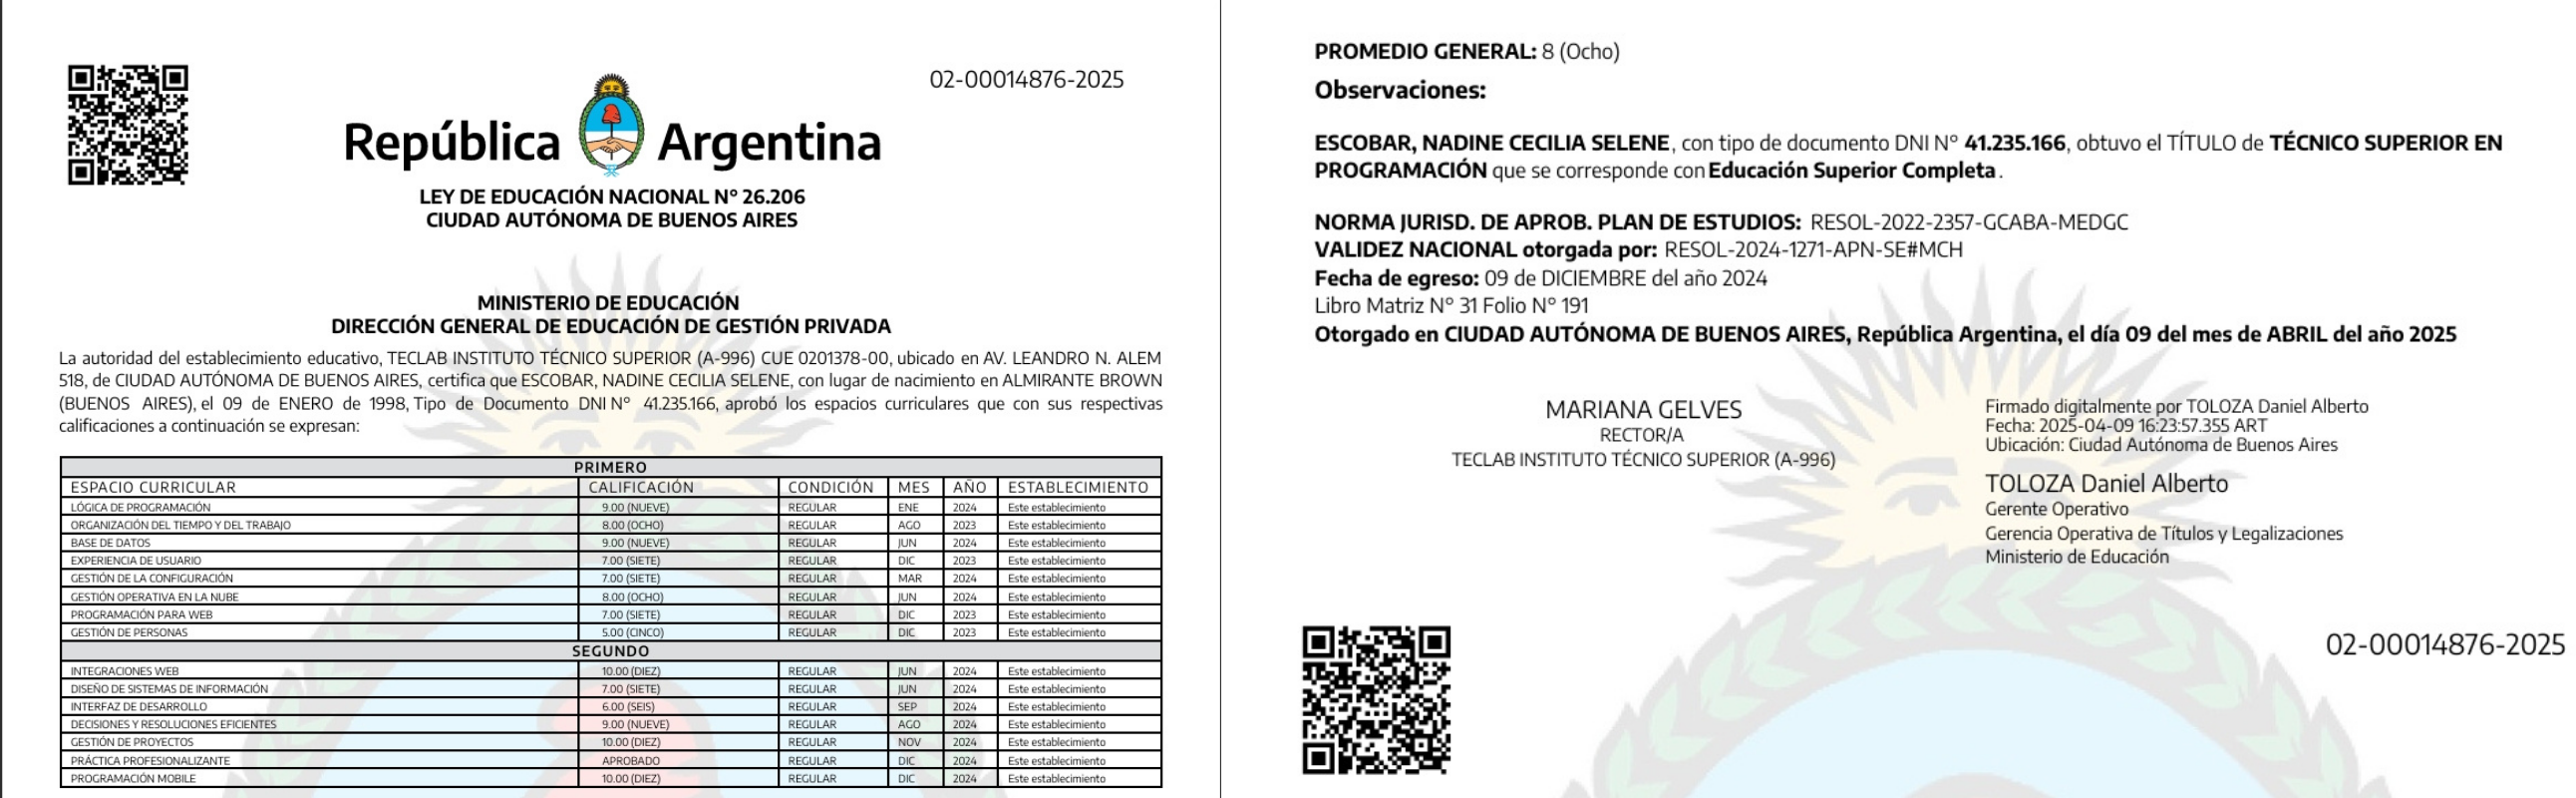 02-00014876-2025
República Argentina
LEY DE EDUCACIÓN NACIONAL N° 26.206
CIUDAD AUTÓNOMA DE BUENOS AIRES
MINISTERIO DE EDUCACIÓN
DIRECCIÓN GENERAL DE EDUCACIÓN DE GESTIÓN PRIVADA
La autoridad del establecimiento educativo, TECLAB INSTITUTO TÉCNICO SUPERIOR (A-996) CUE 0201378-00, ubicado en AV. LEANDRO N. ALEM
518, de CIUDAD AUTÓNOMA DE BUENOS AIRES, certifica que ESCOBAR, NADINE CECILIA SELENE, con lugar de nacimiento en ALMIRANTE BROWN
(BUENOS AIRES), el 09 de ENERO de 1998, Tipo de Documento DNI N° 41.235.166, aprobó los espacios curriculares que con sus respectivas
calificaciones a continuación se expresan:
PRIMERO
ESPACIO CURRICULAR CALIFICACIÓN CONDICIÓN MES AÑO ESTABLECIMIENTO
LÓGICA DE PROGRAMACIÓN 9.00 (NUEVE) REGULAR ENE 2024 Este establecimiento
ORGANIZACIÓN DEL TIEMPO Y DEL TRABAJO 8.00 (OCHO) REGULAR AGO 2023 Este establecimiento
BASE DE DATOS 9.00 (NUEVE) REGULAR JUN 2024 Este establecimiento
EXPERIENCIA DE USUARIO 7.00 (SIETE) REGULAR DIC 2023 Este establecimiento
GESTIÓN DE LA CONFIGURACIÓN 7.00 (SIETE) REGULAR MAR 2024 Este establecimiento
GESTIÓN OPERATIVA EN LA NUBE 8.00 (OCHO) REGULAR JUN 2024 Este establecimiento
PROGRAMACIÓN PARA WEB 7.00 (SIETE) REGULAR DIC 2023 Este establecimiento
GESTIÓN DE PERSONAS 5.00 (CINCO) REGULAR DIC 2023 Este establecimiento
SEGUNDO
INTEGRACIONES WEB 10.00 (DIEZ) REGULAR JUN 2024 Este establecimiento
DISEÑO DE SISTEMAS DE INFORMACIÓN 7.00 (SIETE) REGULAR JUN 2024 Este establecimiento
INTERFAZ DE DESARROLLO 6.00 (SEIS) REGULAR SEP 2024 Este establecimiento
DECISIONES Y RESOLUCIONES EFICIENTES 9.00 (NUEVE) REGULAR AGO 2024 Este establecimiento
GESTIÓN DE PROYECTOS 10.00 (DIEZ) REGULAR NOV 2024 Este establecimiento
PRÁCTICA PROFESIONALIZANTE APROBADO REGULAR DIC 2024 Este establecimiento
PROGRAMACIÓN MOBILE 10.00 (DIEZ) REGULAR DIC 2024 Este establecimiento
PROMEDIO GENERAL: 8 (Ocho)
Observaciones:
ESCOBAR, NADINE CECILIA SELENE, con tipo de documento DNI N° 41.235.166, obtuvo el TÍTULO de TÉCNICO SUPERIOR EN
PROGRAMACIÓN que se corresponde con Educación Superior Completa.
NORMA JURISD. DE APROB. PLAN DE ESTUDIOS: RESOL-2022-2357-GCABA-MEDGC
VALIDEZ NACIONAL otorgada por: RESOL-2024-1271-APN-SE#MCH
Fecha de egreso: 09 de DICIEMBRE del año 2024
Libro Matriz N° 31 Folio N° 191
Otorgado en CIUDAD AUTÓNOMA DE BUENOS AIRES, República Argentina, el día 09 del mes de ABRIL del año 2025
MARIANA GELVES
RECTOR/A
TECLAB INSTITUTO TÉCNICO SUPERIOR (A-996)
Firmado digitalmente por TOLOZA Daniel Alberto
Fecha: 2025-04-09 16:23:57.355 ART
Ubicación: Ciudad Autónoma de Buenos Aires
TOLOZA Daniel Alberto
Gerente Operativo
Gerencia Operativa de Títulos y Legalizaciones
Ministerio de Educación
02-00014876-2025